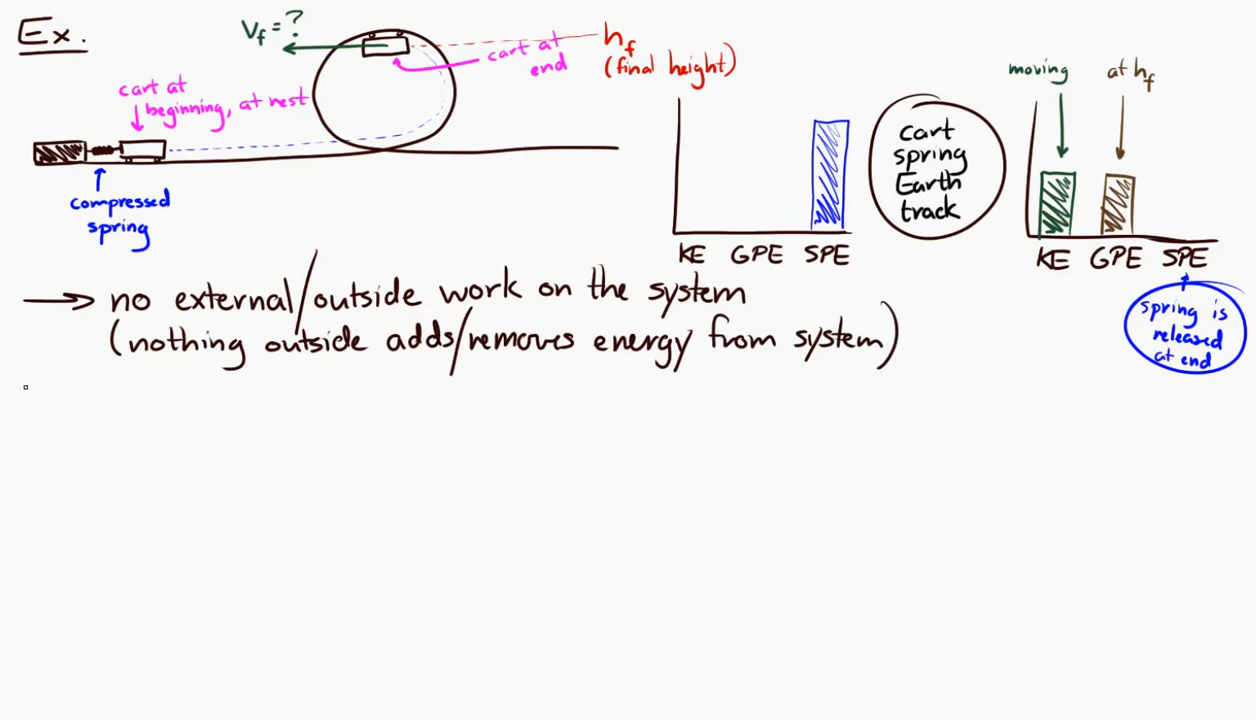 Ex.
Vf = ?
cart at
beginning, at rest
cart at
end
hf
(final height)
compressed
spring
KE GPE SPE
cart
spring
Earth
track
moving
at hf
KE GPE SPE
spring is
released
at end
→ no external/outside work on the system
(nothing outside adds/removes energy from system)